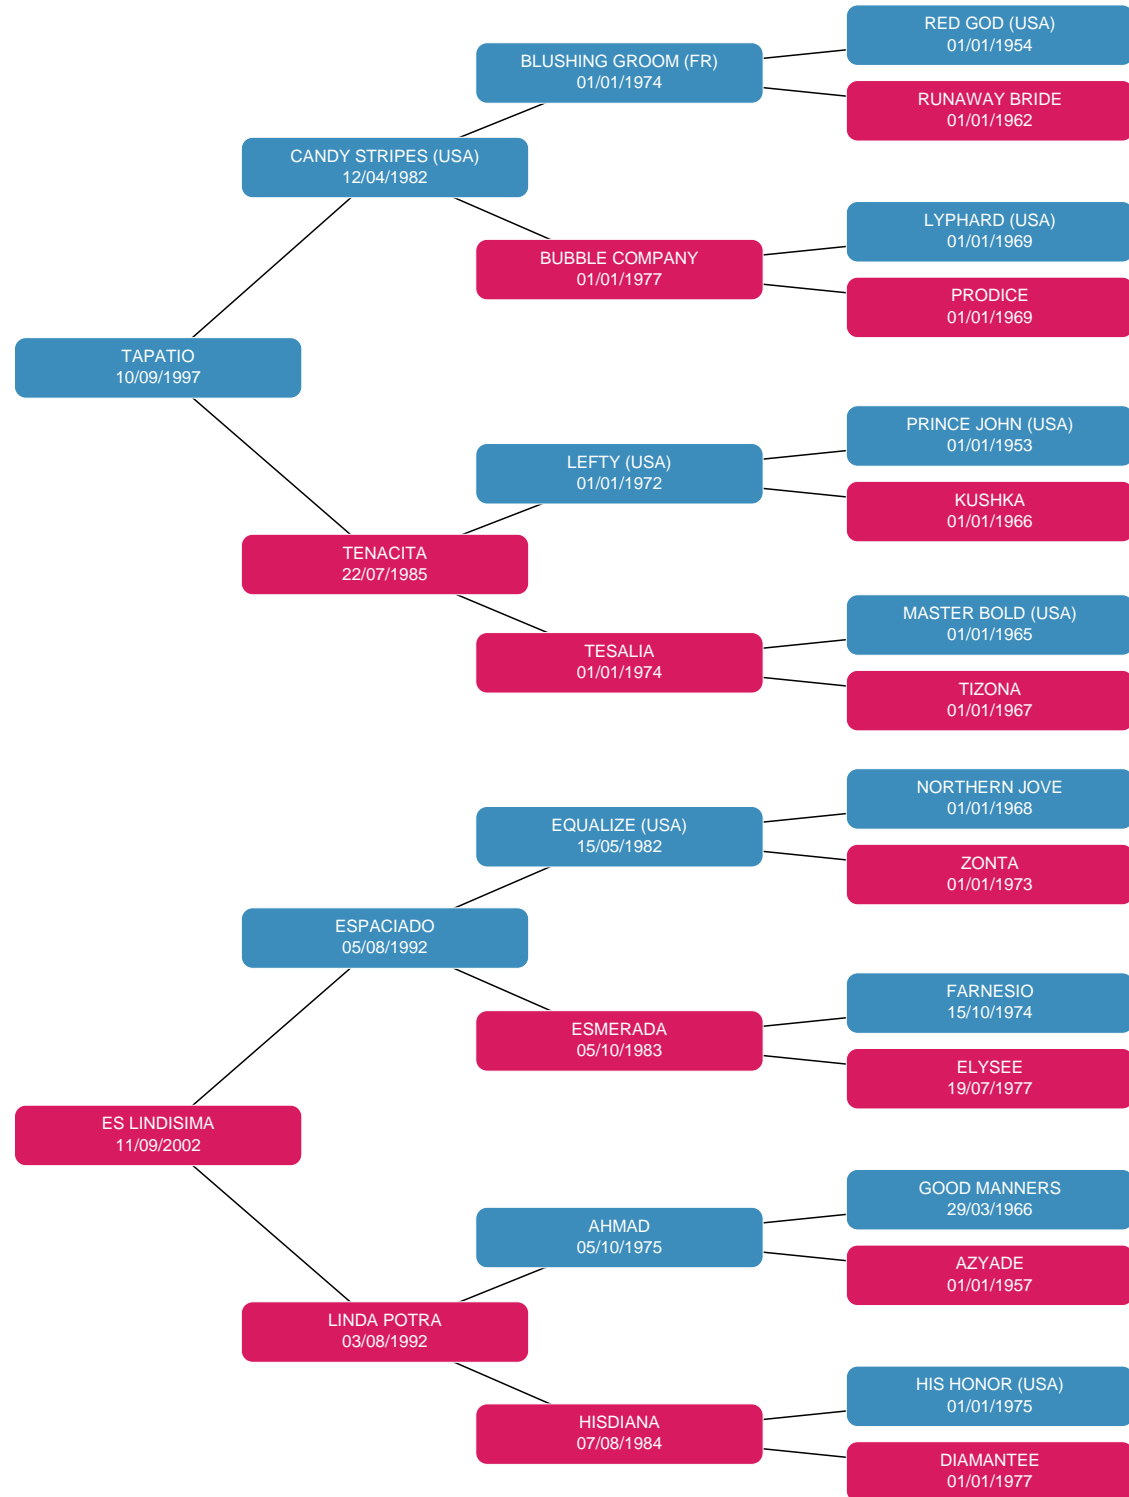 RED GOD (USA)
01/01/1954
BLUSHING GROOM (FR)
01/01/1974
RUNAWAY BRIDE
01/01/1962
CANDY STRIPES (USA)
12/04/1982
LYPHARD (USA)
01/01/1969
BUBBLE COMPANY
01/01/1977
PRODICE
01/01/1969
TAPATIO
10/09/1997
PRINCE JOHN (USA)
01/01/1953
LEFTY (USA)
01/01/1972
KUSHKA
01/01/1966
TENACITA
22/07/1985
MASTER BOLD (USA)
01/01/1965
TESALIA
01/01/1974
TIZONA
01/01/1967
NORTHERN JOVE
01/01/1968
EQUALIZE (USA)
15/05/1982
ZONTA
01/01/1973
ESPACIADO
05/08/1992
FARNESIO
15/10/1974
ESMERADA
05/10/1983
ELYSEE
19/07/1977
ES LINDISIMA
11/09/2002
GOOD MANNERS
29/03/1966
AHMAD
05/10/1975
AZYADE
01/01/1957
LINDA POTRA
03/08/1992
HIS HONOR (USA)
01/01/1975
HISDIANA
07/08/1984
DIAMANTEE
01/01/1977